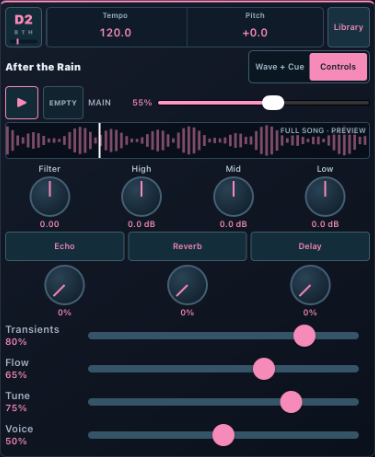 D2
BTH
Tempo
120.0
Pitch
+0.0
Library
After the Rain
Wave + Cue
Controls
EMPTY
MAIN
55%
FULL SONG · PREVIEW
Filter
High
Mid
Low
0.00
0.0 dB
0.0 dB
0.0 dB
Echo
Reverb
Delay
0%
0%
0%
Transients
80%
Flow
65%
Tune
75%
Voice
50%